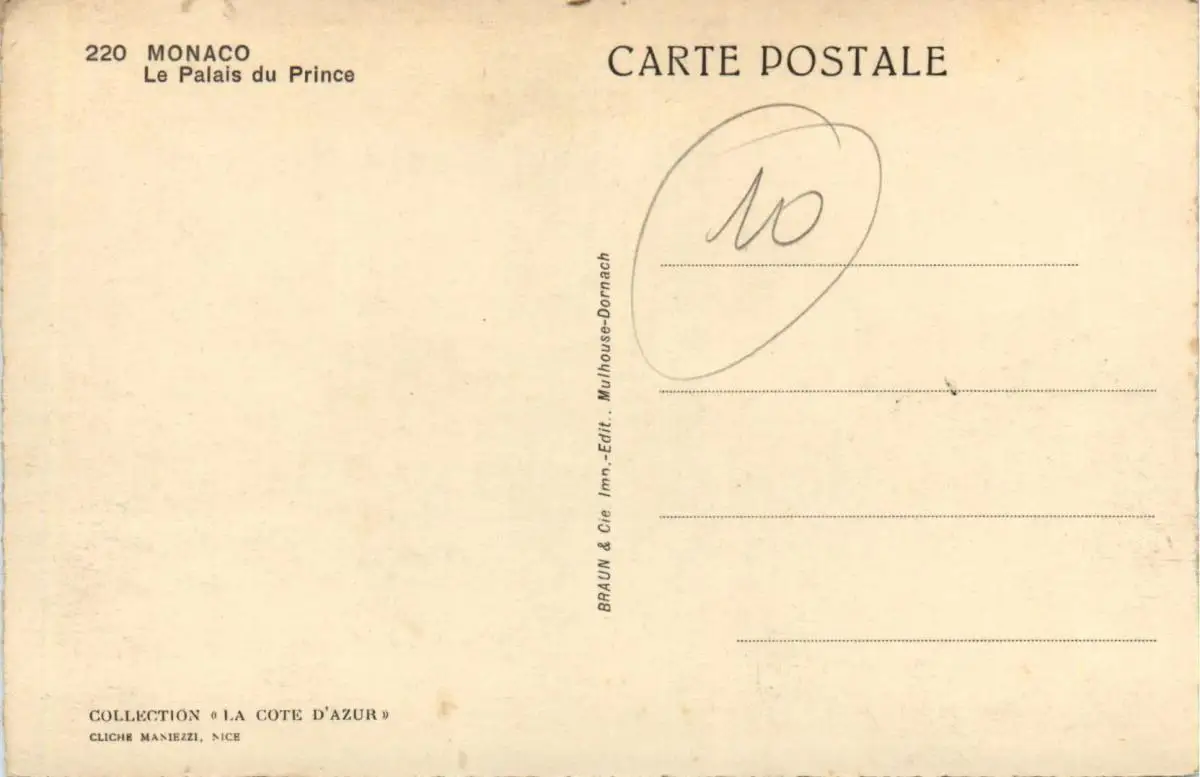 220 MONACO
Le Palais du Prince
COLLECTION « LA COTE D'AZUR »
CLICHE MANIEZZI, NICE
BRAUN & Cie Imp.-Edit.. Mulhouse-Dornach
CARTE POSTALE
10